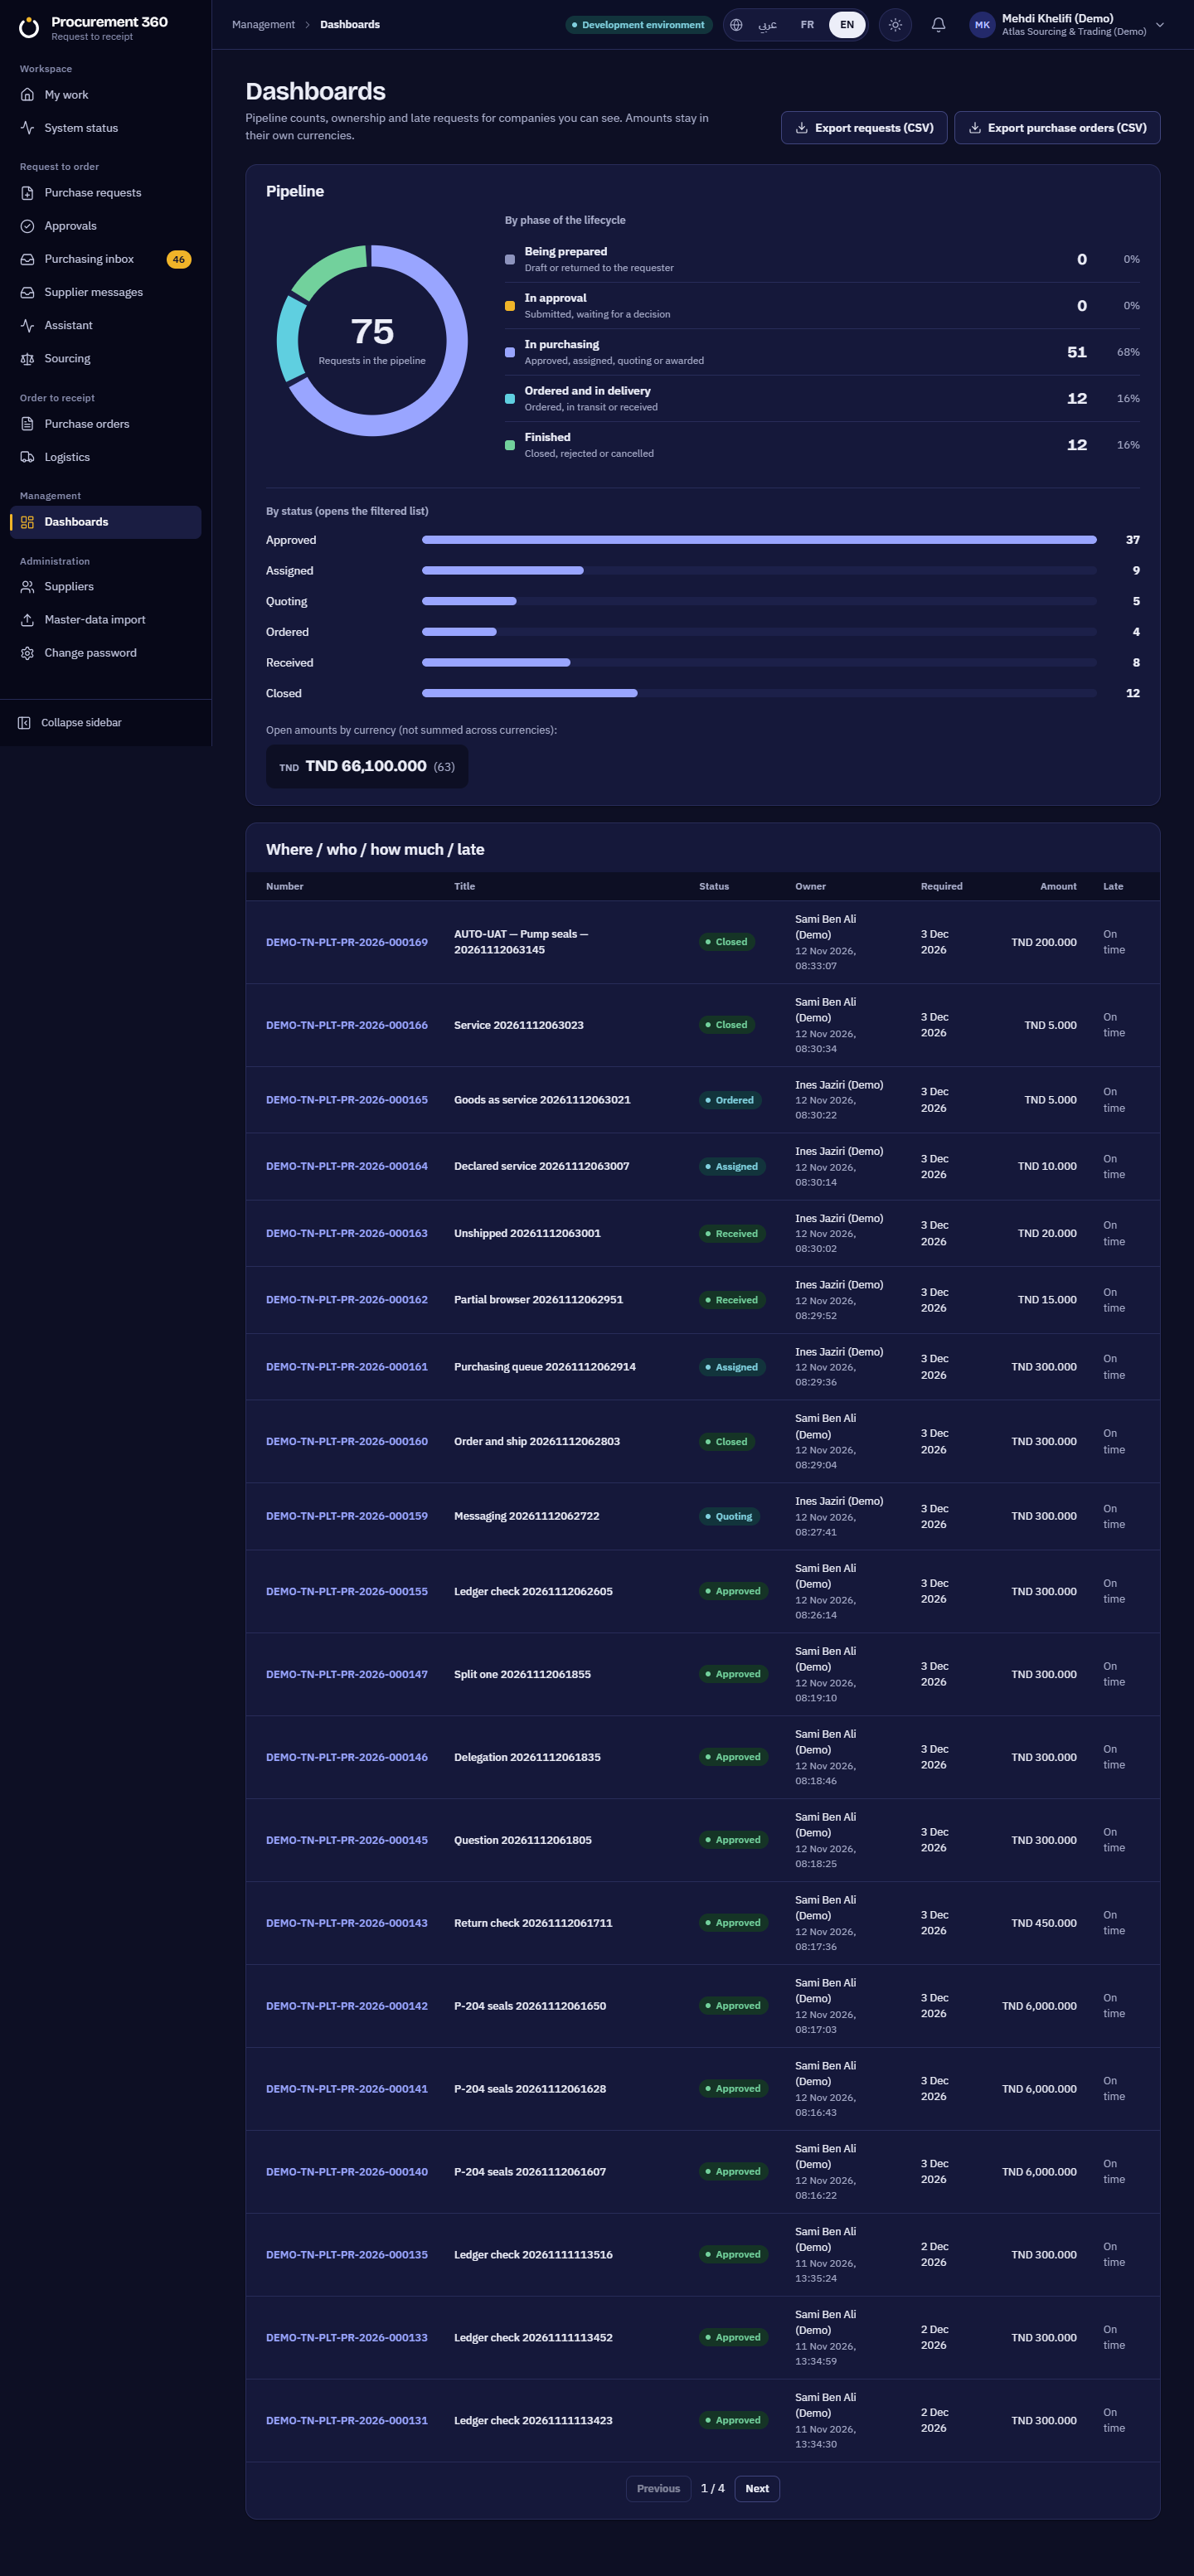 Procurement 360
Request to receipt
Workspace
My work
System status
Request to order
Purchase requests
Approvals
Purchasing inbox 46
Supplier messages
Assistant
Sourcing
Order to receipt
Purchase orders
Logistics
Management
Dashboards
Administration
Suppliers
Master-data import
Change password
Collapse sidebar
Management > Dashboards
Development environment
عربي FR EN
MK Mehdi Khelifi (Demo)
Atlas Sourcing & Trading (Demo)
Dashboards
Pipeline counts, ownership and late requests for companies you can see. Amounts stay in
their own currencies.
Export requests (CSV) Export purchase orders (CSV)
Pipeline
75
Requests in the pipeline
By phase of the lifecycle
Being prepared 0 0%
Draft or returned to the requester
In approval 0 0%
Submitted, waiting for a decision
In purchasing 51 68%
Approved, assigned, quoting or awarded
Ordered and in delivery 12 16%
Ordered, in transit or received
Finished 12 16%
Closed, rejected or cancelled
By status (opens the filtered list)
Approved 37
Assigned 9
Quoting 5
Ordered 4
Received 8
Closed 12
Open amounts by currency (not summed across currencies):
TND TND 66,100.000 (63)
Where / who / how much / late
Number Title Status Owner Required Amount Late
DEMO-TN-PLT-PR-2026-000169 AUTO-UAT — Pump seals — 20261112063145 Closed Sami Ben Ali (Demo) 12 Nov 2026, 08:33:07 3 Dec 2026 TND 200.000 On time
DEMO-TN-PLT-PR-2026-000166 Service 20261112063023 Closed Sami Ben Ali (Demo) 12 Nov 2026, 08:30:34 3 Dec 2026 TND 5.000 On time
DEMO-TN-PLT-PR-2026-000165 Goods as service 20261112063021 Ordered Ines Jaziri (Demo) 12 Nov 2026, 08:30:22 3 Dec 2026 TND 5.000 On time
DEMO-TN-PLT-PR-2026-000164 Declared service 20261112063007 Assigned Ines Jaziri (Demo) 12 Nov 2026, 08:30:14 3 Dec 2026 TND 10.000 On time
DEMO-TN-PLT-PR-2026-000163 Unshipped 20261112063001 Received Ines Jaziri (Demo) 12 Nov 2026, 08:30:02 3 Dec 2026 TND 20.000 On time
DEMO-TN-PLT-PR-2026-000162 Partial browser 20261112062951 Received Ines Jaziri (Demo) 12 Nov 2026, 08:29:52 3 Dec 2026 TND 15.000 On time
DEMO-TN-PLT-PR-2026-000161 Purchasing queue 20261112062914 Assigned Ines Jaziri (Demo) 12 Nov 2026, 08:29:36 3 Dec 2026 TND 300.000 On time
DEMO-TN-PLT-PR-2026-000160 Order and ship 20261112062803 Closed Sami Ben Ali (Demo) 12 Nov 2026, 08:29:04 3 Dec 2026 TND 300.000 On time
DEMO-TN-PLT-PR-2026-000159 Messaging 20261112062722 Quoting Ines Jaziri (Demo) 12 Nov 2026, 08:27:41 3 Dec 2026 TND 300.000 On time
DEMO-TN-PLT-PR-2026-000155 Ledger check 20261112062605 Approved Sami Ben Ali (Demo) 12 Nov 2026, 08:26:14 3 Dec 2026 TND 300.000 On time
DEMO-TN-PLT-PR-2026-000147 Split one 20261112061855 Approved Sami Ben Ali (Demo) 12 Nov 2026, 08:19:10 3 Dec 2026 TND 300.000 On time
DEMO-TN-PLT-PR-2026-000146 Delegation 20261112061835 Approved Sami Ben Ali (Demo) 12 Nov 2026, 08:18:46 3 Dec 2026 TND 300.000 On time
DEMO-TN-PLT-PR-2026-000145 Question 20261112061805 Approved Sami Ben Ali (Demo) 12 Nov 2026, 08:18:25 3 Dec 2026 TND 300.000 On time
DEMO-TN-PLT-PR-2026-000143 Return check 20261112061711 Approved Sami Ben Ali (Demo) 12 Nov 2026, 08:17:36 3 Dec 2026 TND 450.000 On time
DEMO-TN-PLT-PR-2026-000142 P-204 seals 20261112061650 Approved Sami Ben Ali (Demo) 12 Nov 2026, 08:17:03 3 Dec 2026 TND 6,000.000 On time
DEMO-TN-PLT-PR-2026-000141 P-204 seals 20261112061628 Approved Sami Ben Ali (Demo) 12 Nov 2026, 08:16:43 3 Dec 2026 TND 6,000.000 On time
DEMO-TN-PLT-PR-2026-000140 P-204 seals 20261112061607 Approved Sami Ben Ali (Demo) 12 Nov 2026, 08:16:22 3 Dec 2026 TND 6,000.000 On time
DEMO-TN-PLT-PR-2026-000135 Ledger check 20261111113516 Approved Sami Ben Ali (Demo) 11 Nov 2026, 13:35:24 2 Dec 2026 TND 300.000 On time
DEMO-TN-PLT-PR-2026-000133 Ledger check 20261111113452 Approved Sami Ben Ali (Demo) 11 Nov 2026, 13:34:59 2 Dec 2026 TND 300.000 On time
DEMO-TN-PLT-PR-2026-000131 Ledger check 20261111113423 Approved Sami Ben Ali (Demo) 11 Nov 2026, 13:34:30 2 Dec 2026 TND 300.000 On time
Previous 1 / 4 Next